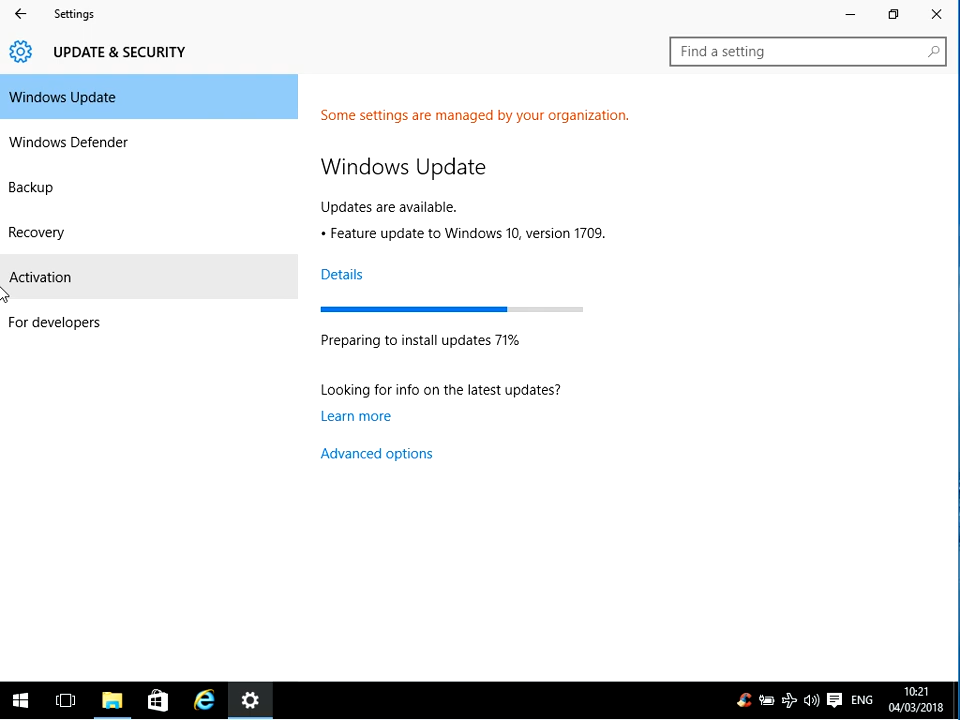 Settings
UPDATE & SECURITY
Find a setting
Windows Update
Windows Defender
Backup
Recovery
Activation
For developers
Some settings are managed by your organization.
Windows Update
Updates are available.
• Feature update to Windows 10, version 1709.
Details
Preparing to install updates 71%
Looking for info on the latest updates?
Learn more
Advanced options
ENG
10:21
04/03/2018